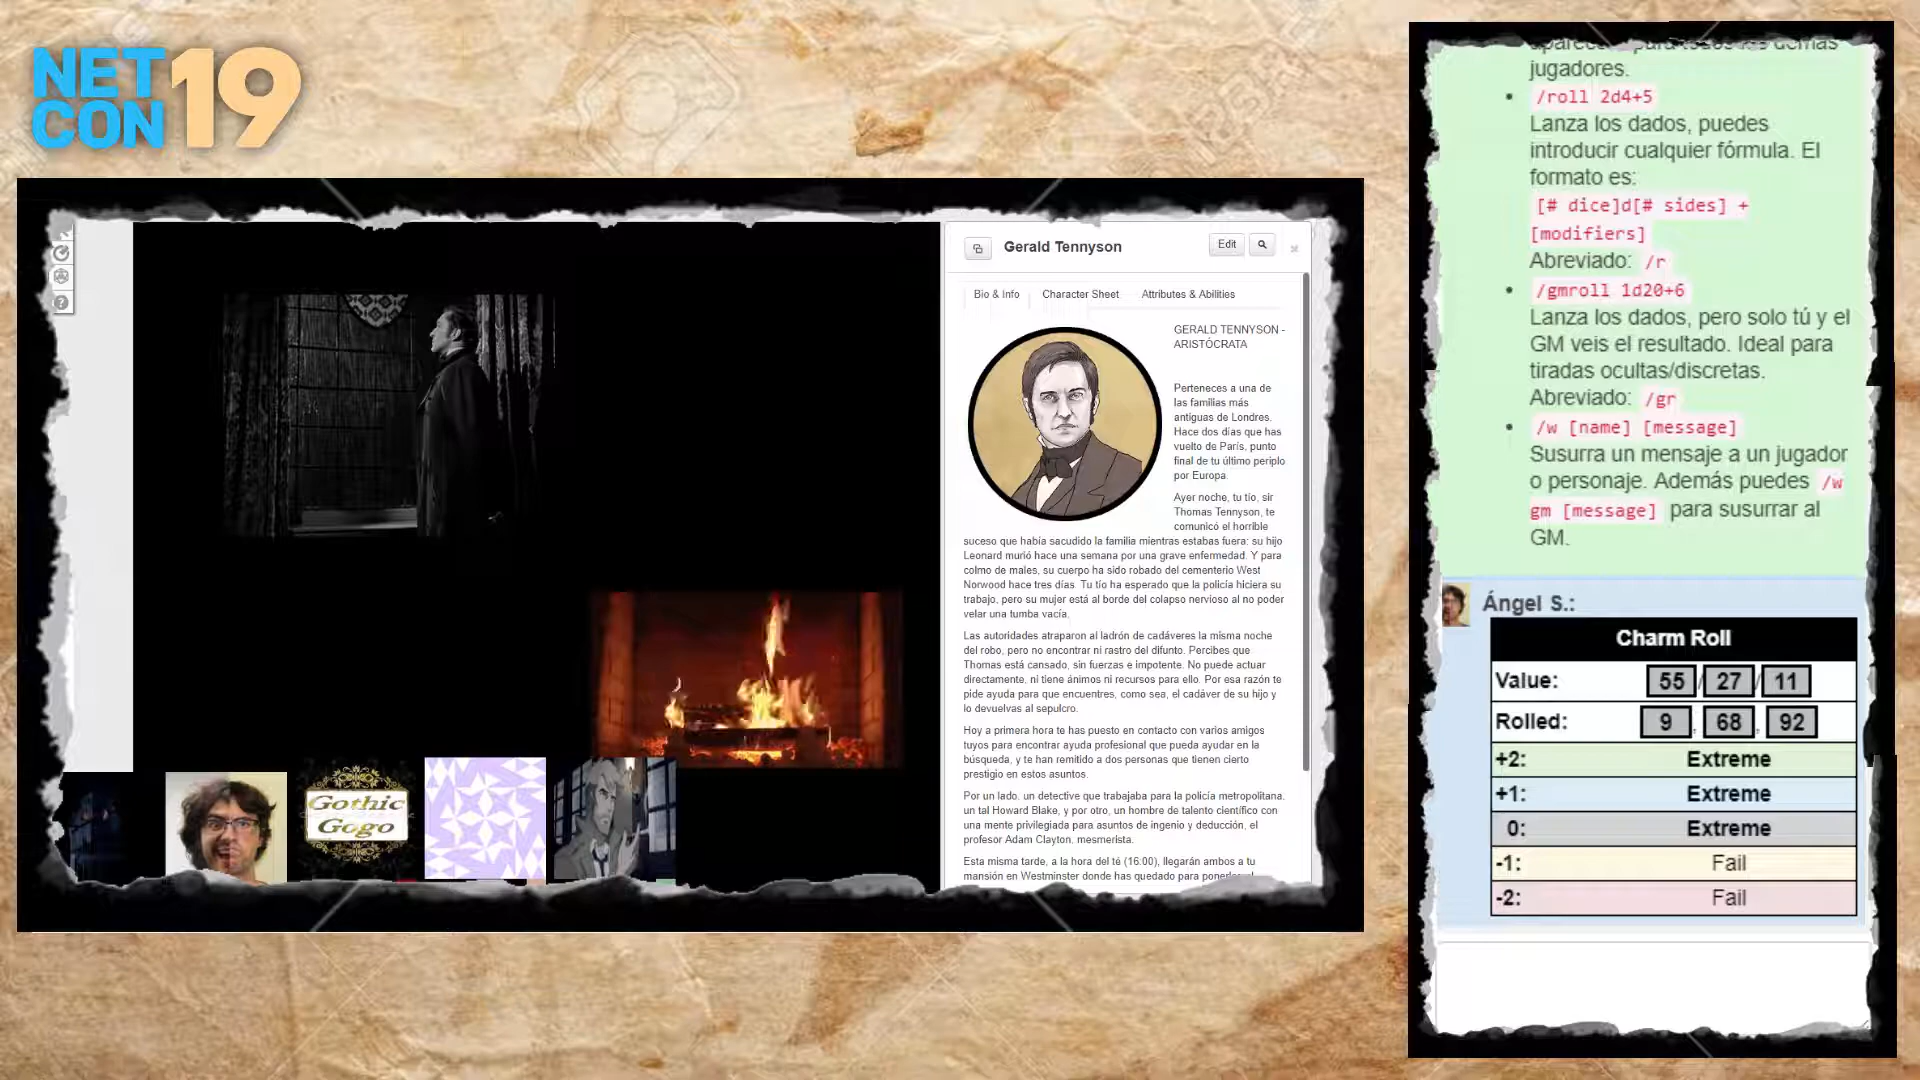 NET
CON
19
Gerald Tennyson
Edit
Bio & Info
Character Sheet
Attributes & Abilities
GERALD TENNYSON -
ARISTÓCRATA
Perteneces a una de
las familias más
antiguas de Londres.
Hace dos días que has
vuelto de París, punto
final de tu último periplo
por Europa.
Ayer noche, tu tío, sir
Thomas Tennyson, te
comunicó el horrible
suceso que había sacudido la familia mientras estabas fuera: su hijo
Leonard murió hace una semana por una grave enfermedad. Y para
colmo de males, su cuerpo ha sido robado del cementerio West
Norwood hace tres días. Tu tío ha esperado que la policía hiciera su
trabajo, pero su mujer está al borde del colapso nervioso al no poder
velar una tumba vacía.
Las autoridades atraparon al ladrón de cadáveres la misma noche
del robo, pero no encontrar ni rastro del difunto. Percibes que
Thomas está cansado, sin fuerzas e impotente. No puede actuar
directamente, ni tiene ánimos ni recursos para ello. Por esa razón te
pide ayuda para que encuentres, como sea, el cadáver de su hijo y
lo devuelvas al sepulcro.
Hoy a primera hora te has puesto en contacto con varios amigos
tuyos para encontrar ayuda profesional que pueda ayudar en la
búsqueda, y te han remitido a dos personas que tienen cierto
prestigio en estos asuntos.
Por un lado, un detective que trabajaba para la policía metropolitana,
un tal Howard Blake, y por otro, un hombre de talento científico con
una mente privilegiada para asuntos de ingenio y deducción, el
profesor Adam Clayton, mesmerista.
Esta misma tarde, a la hora del té (16:00), llegarán ambos a tu
mansión en Westminster donde has quedado para
Gothic
Gogo
jugadores.
/roll 2d4+5
Lanza los dados, puedes
introducir cualquier fórmula. El
formato es:
[# dice]d[# sides] +
[modifiers]
Abreviado: /r
/gmroll 1d20+6
Lanza los dados, pero solo tú y el
GM veis el resultado. Ideal para
tiradas ocultas/discretas.
Abreviado: /gr
/w [name] [message]
Susurra un mensaje a un jugador
o personaje. Además puedes /w
gm [message] para susurrar al
GM.
Ángel S.:
Charm Roll
Value: 55 / 27 / 11
Rolled: 9, 68, 92
+2: Extreme
+1: Extreme
0: Extreme
-1: Fail
-2: Fail